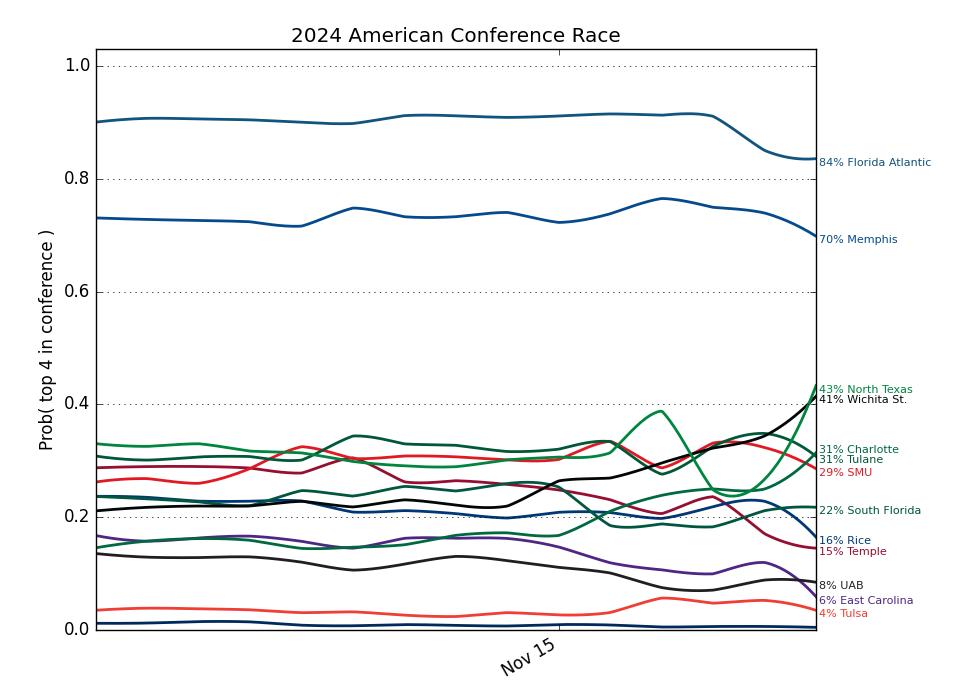 2024 American Conference Race
1.0
0.8
0.6
0.4
0.2
0.0
Prob( top 4 in conference )
Nov 15
84% Florida Atlantic
70% Memphis
43% North Texas
41% Wichita St.
31% Charlotte
31% Tulane
29% SMU
22% South Florida
16% Rice
15% Temple
8% UAB
6% East Carolina
4% Tulsa